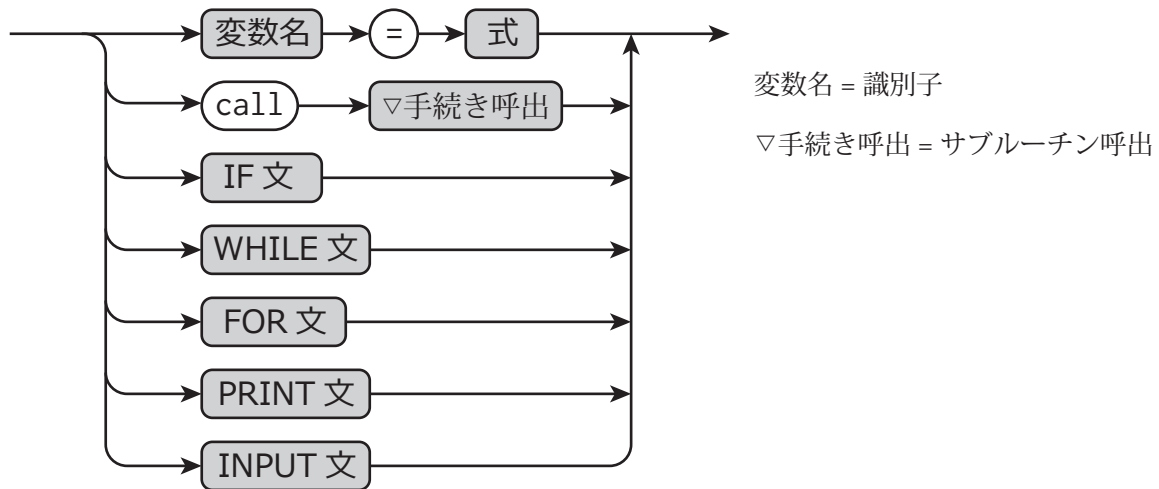 変数名 = 式
call ▽手続き呼出
IF 文
WHILE 文
FOR 文
PRINT 文
INPUT 文
変数名 = 識別子
▽手続き呼出 = サブルーチン呼出